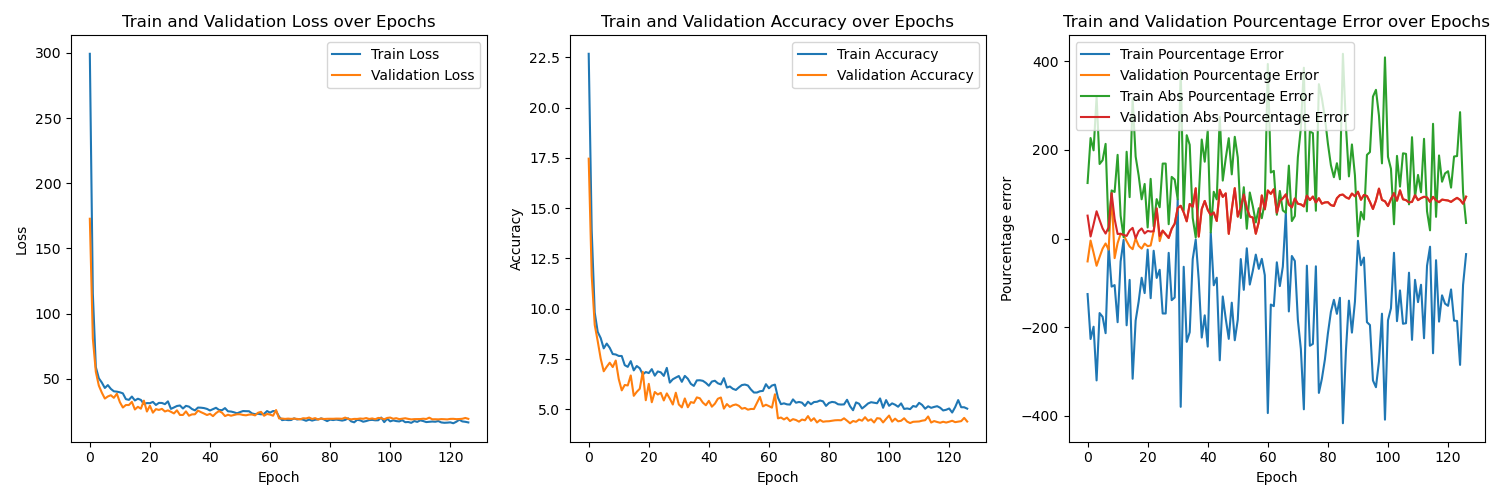 Train and Validation Loss over Epochs
300
250
200
150
100
50
Loss
Train Loss
Validation Loss
0
20
40
60
80
100
120
Epoch
Train and Validation Accuracy over Epochs
22.5
20.0
17.5
15.0
12.5
10.0
7.5
5.0
Accuracy
Train Accuracy
Validation Accuracy
0
20
40
60
80
100
120
Epoch
Train and Validation Pourcentage Error over Epochs
400
200
0
−200
−400
Pourcentage error
Train Pourcentage Error
Validation Pourcentage Error
Train Abs Pourcentage Error
Validation Abs Pourcentage Error
0
20
40
60
80
100
120
Epoch